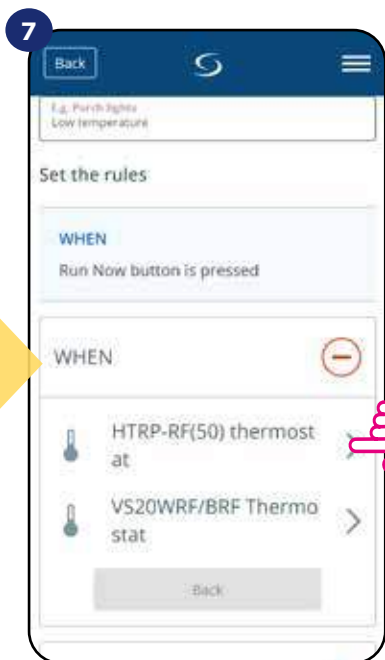 7
Back
E.g. Porch lights
Low temperature
Set the rules
WHEN
Run Now button is pressed
WHEN
HTRP-RF(50) thermost
at
VS20WRF/BRF Thermo
stat
Back